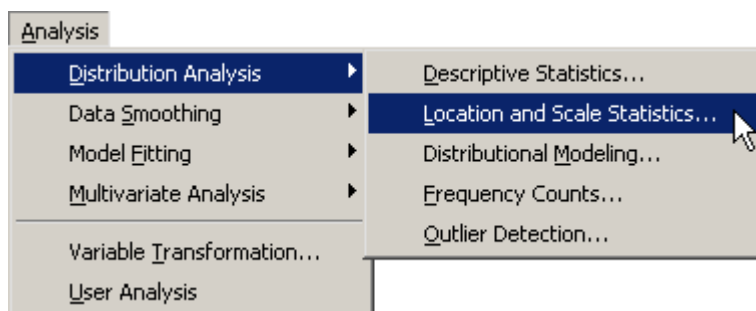 Analysis
Distribution Analysis
Data Smoothing
Model Fitting
Multivariate Analysis
Variable Transformation...
User Analysis
Descriptive Statistics...
Location and Scale Statistics...
Distributional Modeling...
Frequency Counts...
Outlier Detection...